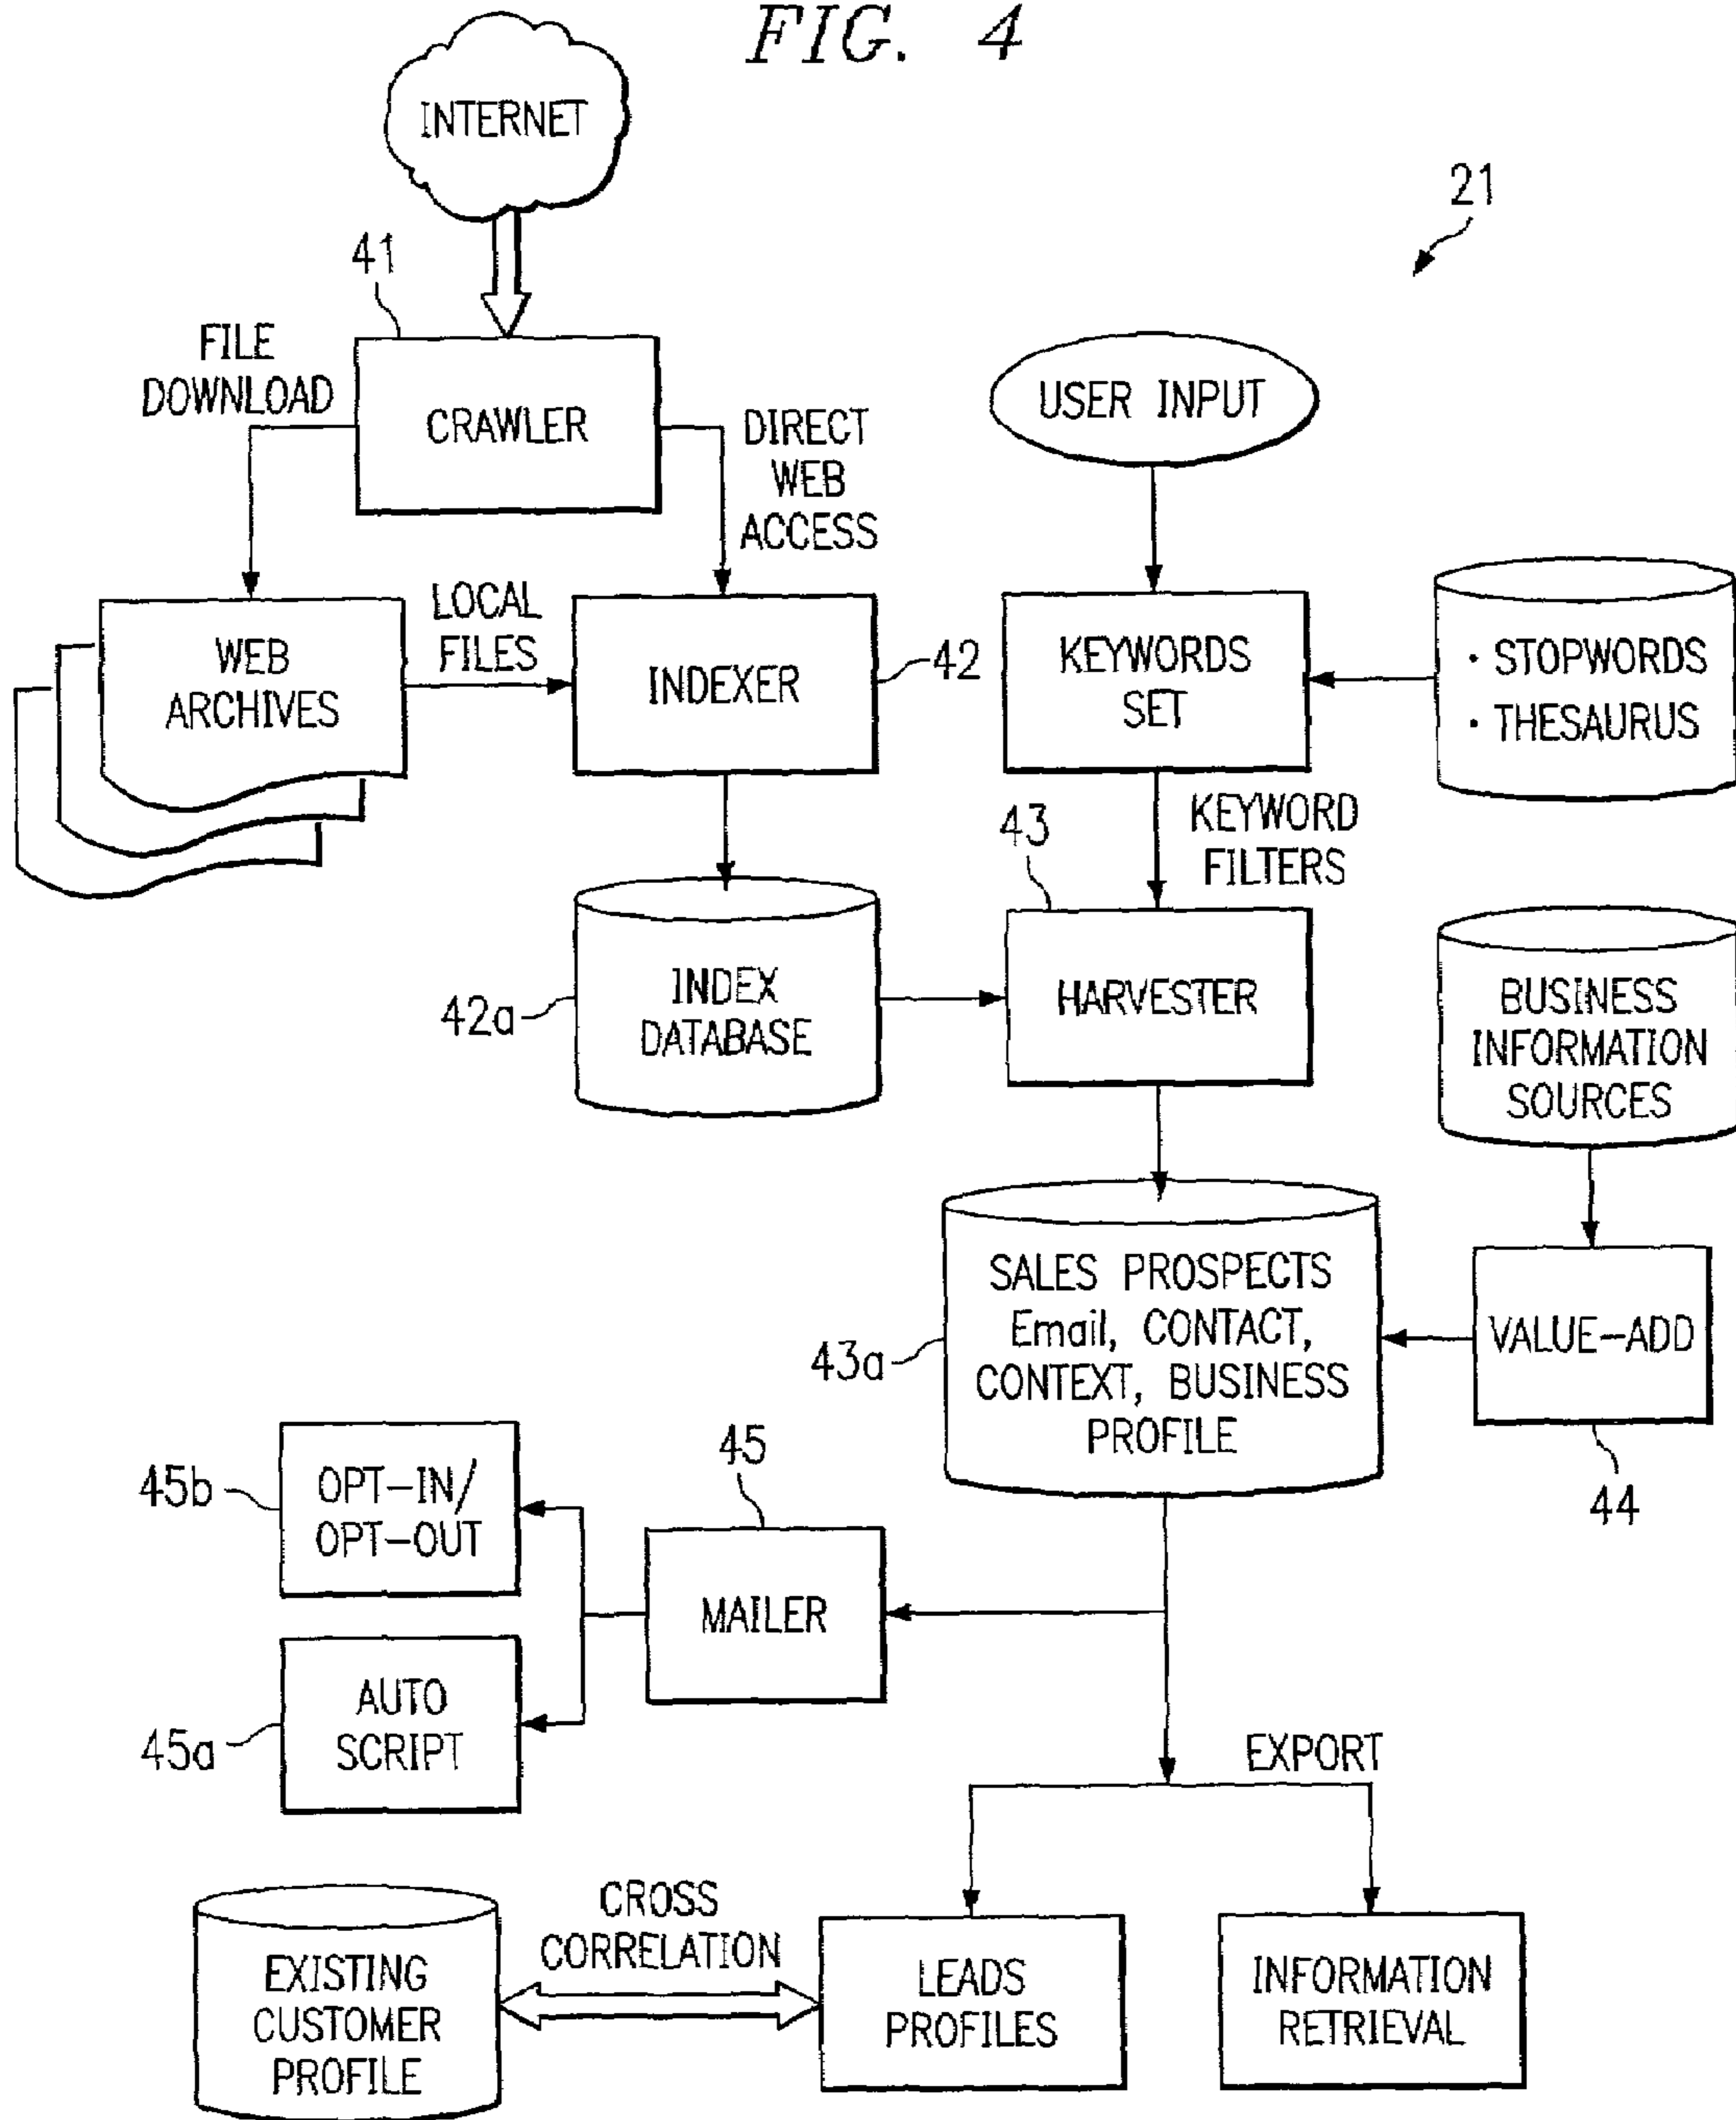 FIG. 4
INTERNET
21
41
FILE
DOWNLOAD
CRAWLER
DIRECT
WEB
ACCESS
USER INPUT
WEB
ARCHIVES
LOCAL
FILES
INDEXER
42
KEYWORDS
SET
· STOPWORDS
· THESAURUS
KEYWORD
FILTERS
43
42a
INDEX
DATABASE
HARVESTER
BUSINESS
INFORMATION
SOURCES
43a
SALES PROSPECTS
Email, CONTACT,
CONTEXT, BUSINESS
PROFILE
VALUE-ADD
44
45b
OPT-IN/
OPT-OUT
45
MAILER
45a
AUTO
SCRIPT
EXPORT
EXISTING
CUSTOMER
PROFILE
CROSS
CORRELATION
LEADS
PROFILES
INFORMATION
RETRIEVAL